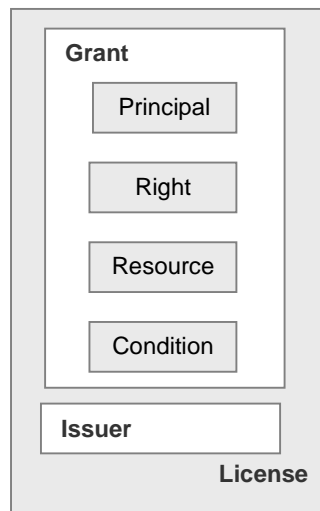 Grant
Principal
Right
Resource
Condition
Issuer
License